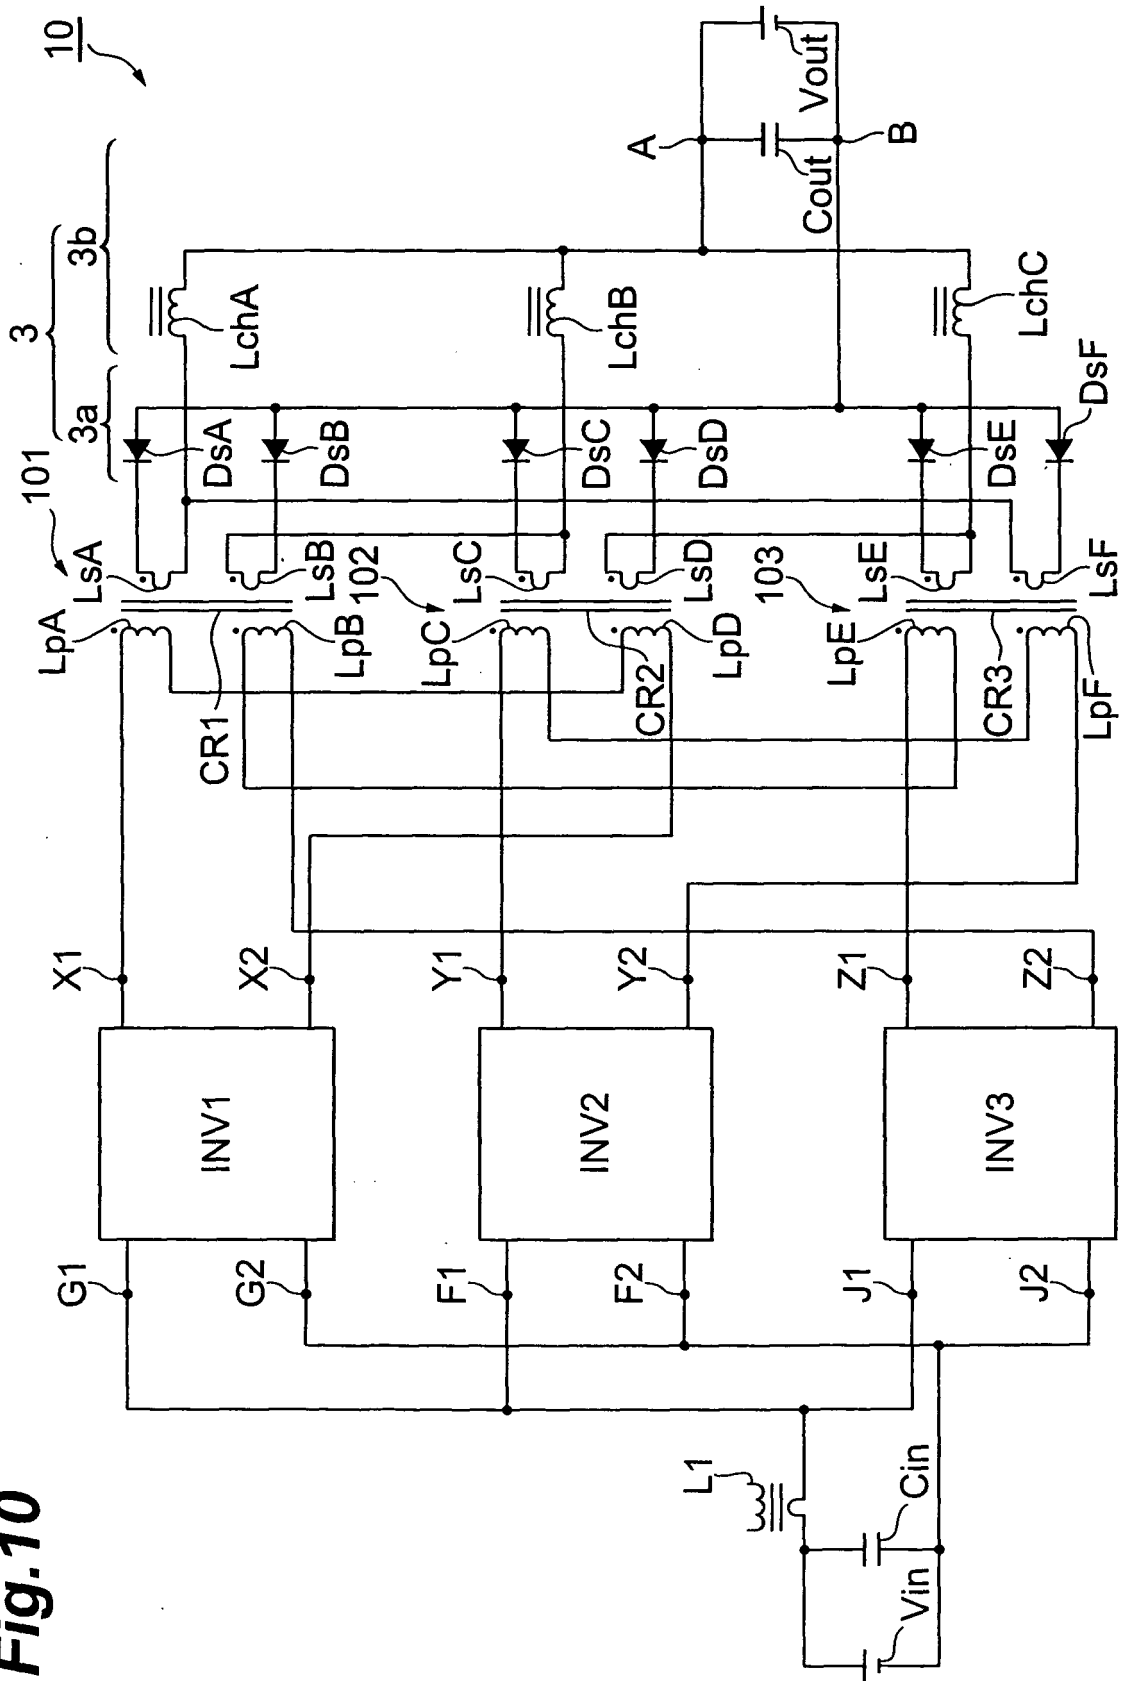 Fig.10
10
3
3a
3b
101
LsA
LpA
LsB
LpB
CR1
102
LsC
LpC
LsD
LpD
CR2
103
LsE
LpE
LsF
LpF
CR3
DsA
DsB
DsC
DsD
DsE
DsF
LchA
LchB
LchC
A
B
Cout
Vout
X1
X2
Y1
Y2
Z1
Z2
INV1
INV2
INV3
G1
G2
F1
F2
J1
J2
L1
Cin
Vin